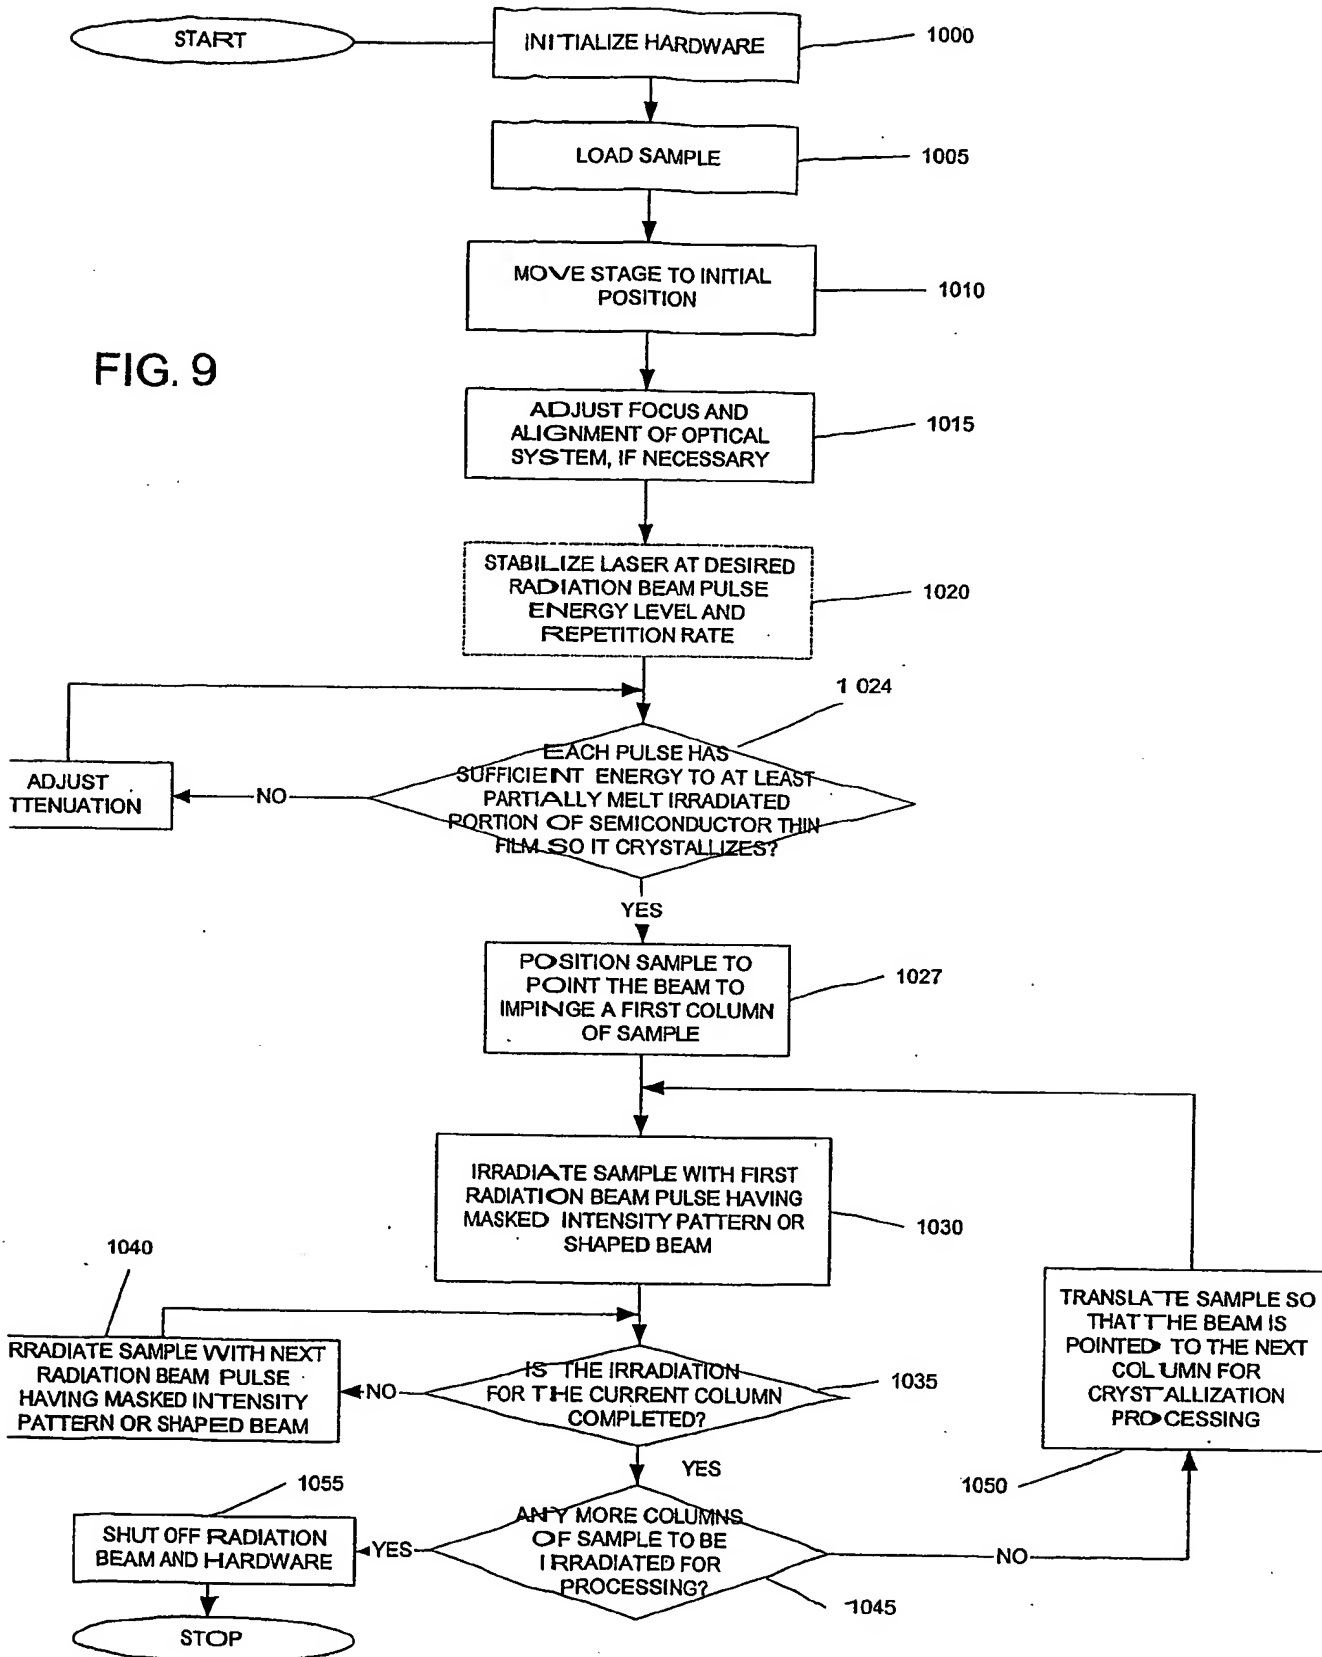 START
INITIALIZE HARDWARE
1000
LOAD SAMPLE
1005
MOVE STAGE TO INITIAL
POSITION
1010
FIG. 9
ADJUST FOCUS AND
ALIGNMENT OF OPTICAL
SYSTEM, IF NECESSARY
1015
STABILIZE LASER AT DESIRED
RADIATION BEAM PULSE
ENERGY LEVEL AND
REPETITION RATE
1020
1 024
EACH PULSE HAS
SUFFICIENT ENERGY TO AT LEAST
PARTIALLY MELT IRRADIATED
PORTION OF SEMICONDUCTOR THIN
FILM SO IT CRYSTALLIZES?
NO
ADJUST
TTENUATION
YES
POSITION SAMPLE TO
POINT THE BEAM TO
IMPINGE A FIRST COLUMN
OF SAMPLE
1027
IRRADIATE SAMPLE WITH FIRST
RADIATION BEAM PULSE HAVING
MASKED INTENSITY PATTERN OR
SHAPED BEAM
1030
1040
RRADIATE SAMPLE WITH NEXT
RADIATION BEAM PULSE
HAVING MASKED INTENSITY
PATTERN OR SHAPED BEAM
NO
IS THE IRRADIATION
FOR THE CURRENT COLUMN
COMPLETED?
1035
TRANSLATE SAMPLE SO
THAT THE BEAM IS
POINTED TO THE NEXT
COLUMN FOR
CRYSTALLIZATION
PROCESSING
1050
YES
1055
SHUT OFF RADIATION
BEAM AND HARDWARE
YES
ANY MORE COLUMNS
OF SAMPLE TO BE
IRRADIATED FOR
PROCESSING?
NO
1045
STOP